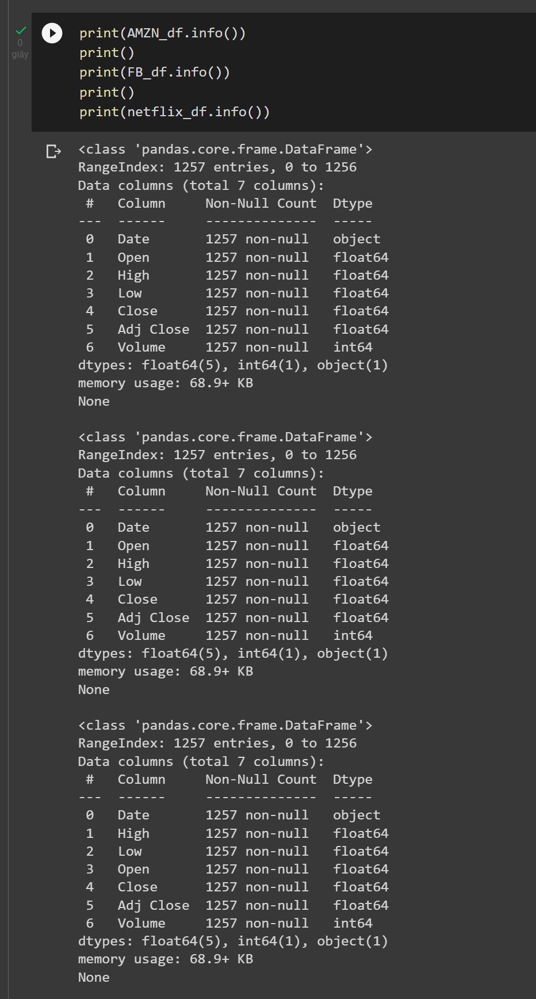 0
giây
print(AMZN_df.info())
print()
print(FB_df.info())
print()
print(netflix_df.info())
<class 'pandas.core.frame.DataFrame'>
RangeIndex: 1257 entries, 0 to 1256
Data columns (total 7 columns):
 #   Column     Non-Null Count  Dtype
---  ------     --------------  -----
 0   Date       1257 non-null   object
 1   Open       1257 non-null   float64
 2   High       1257 non-null   float64
 3   Low        1257 non-null   float64
 4   Close      1257 non-null   float64
 5   Adj Close  1257 non-null   float64
 6   Volume     1257 non-null   int64
dtypes: float64(5), int64(1), object(1)
memory usage: 68.9+ KB
None
<class 'pandas.core.frame.DataFrame'>
RangeIndex: 1257 entries, 0 to 1256
Data columns (total 7 columns):
 #   Column     Non-Null Count  Dtype
---  ------     --------------  -----
 0   Date       1257 non-null   object
 1   Open       1257 non-null   float64
 2   High       1257 non-null   float64
 3   Low        1257 non-null   float64
 4   Close      1257 non-null   float64
 5   Adj Close  1257 non-null   float64
 6   Volume     1257 non-null   int64
dtypes: float64(5), int64(1), object(1)
memory usage: 68.9+ KB
None
<class 'pandas.core.frame.DataFrame'>
RangeIndex: 1257 entries, 0 to 1256
Data columns (total 7 columns):
 #   Column     Non-Null Count  Dtype
---  ------     --------------  -----
 0   Date       1257 non-null   object
 1   High       1257 non-null   float64
 2   Low        1257 non-null   float64
 3   Open       1257 non-null   float64
 4   Close      1257 non-null   float64
 5   Adj Close  1257 non-null   float64
 6   Volume     1257 non-null   int64
dtypes: float64(5), int64(1), object(1)
memory usage: 68.9+ KB
None